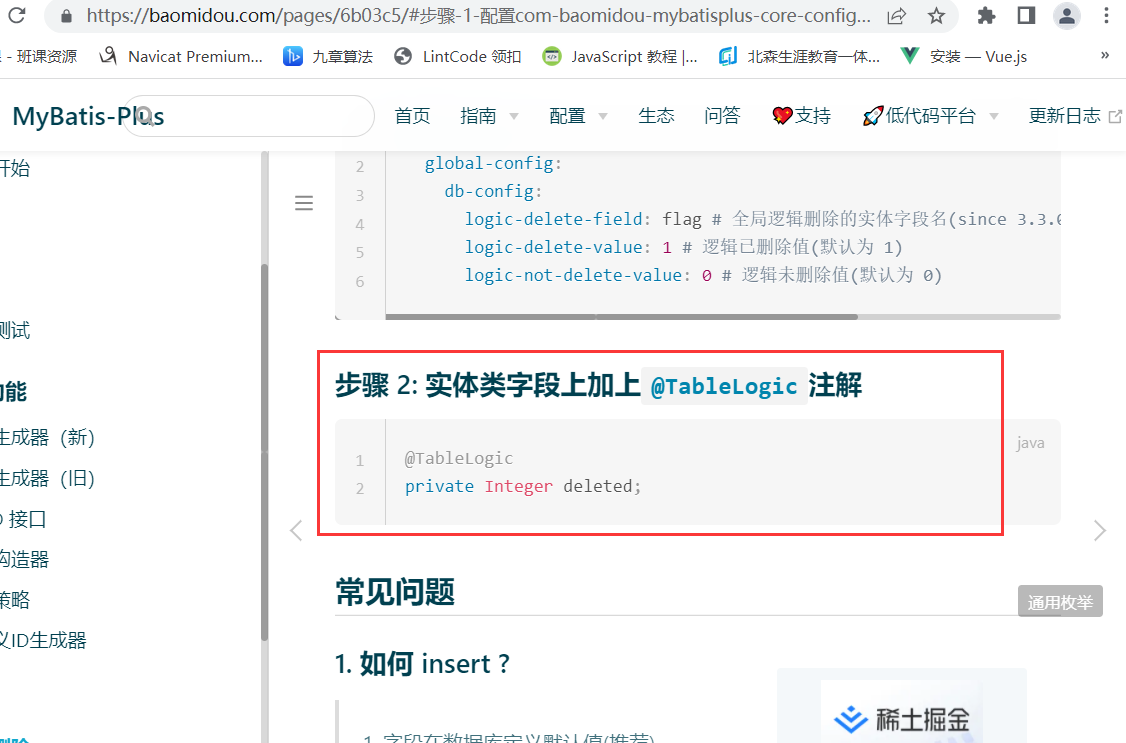 https://baomidou.com/pages/6b03c5/#步骤-1-配置com-baomidou-mybatisplus-core-config...
- 班课资源 Navicat Premium... 九章算法 LintCode 领扣 JavaScript 教程 |... 北森生涯教育一体... 安装 — Vue.js »
MyBatis-Plus 首页 指南 配置 生态 问答 支持 低代码平台 更新日志
开始
测试
功能
生成器（新）
生成器（旧）
接口
构造器
策略
义ID生成器
删除
2 global-config:
3 db-config:
4 logic-delete-field: flag # 全局逻辑删除的实体字段名(since 3.3.0
5 logic-delete-value: 1 # 逻辑已删除值(默认为 1)
6 logic-not-delete-value: 0 # 逻辑未删除值(默认为 0)
步骤 2: 实体类字段上加上 @TableLogic 注解
java
1 @TableLogic
2 private Integer deleted;
常见问题
通用枚举
1. 如何 insert ?
1. 字段在数据库定义默认值(推荐)
稀土掘金